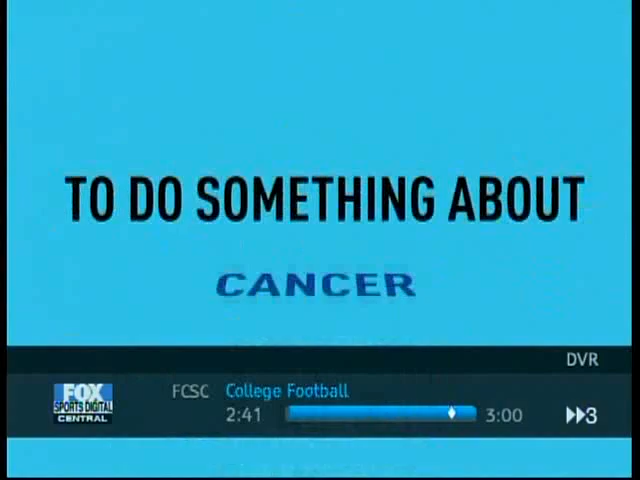 TO DO SOMETHING ABOUT
CANCER
DVR
FOX
SPORTS DIGITAL
CENTRAL
FCSC College Football
2:41 3:00
3